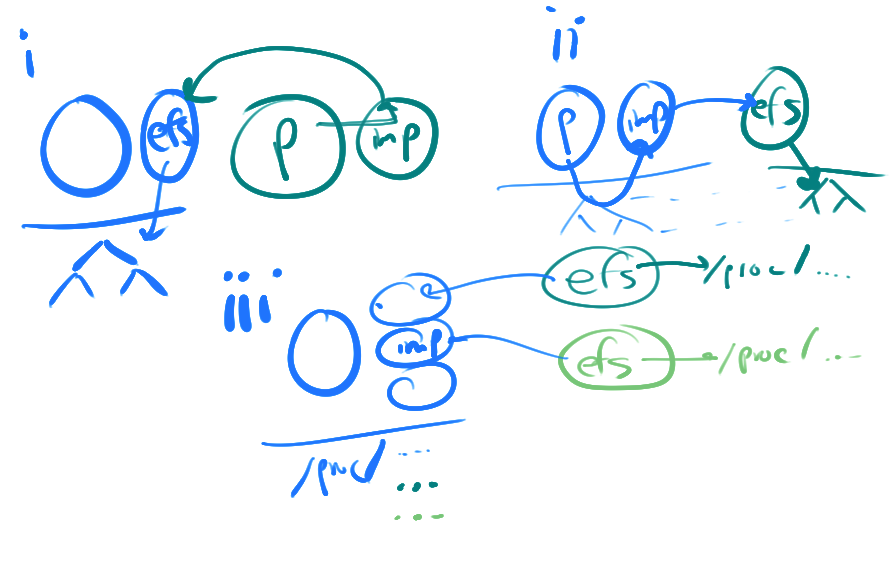 i
ii
efs
p
imp
p
imp
efs
iii
efs
/proc/ ....
imp
efs
/proc/ ...
/proc/ ...
...
...